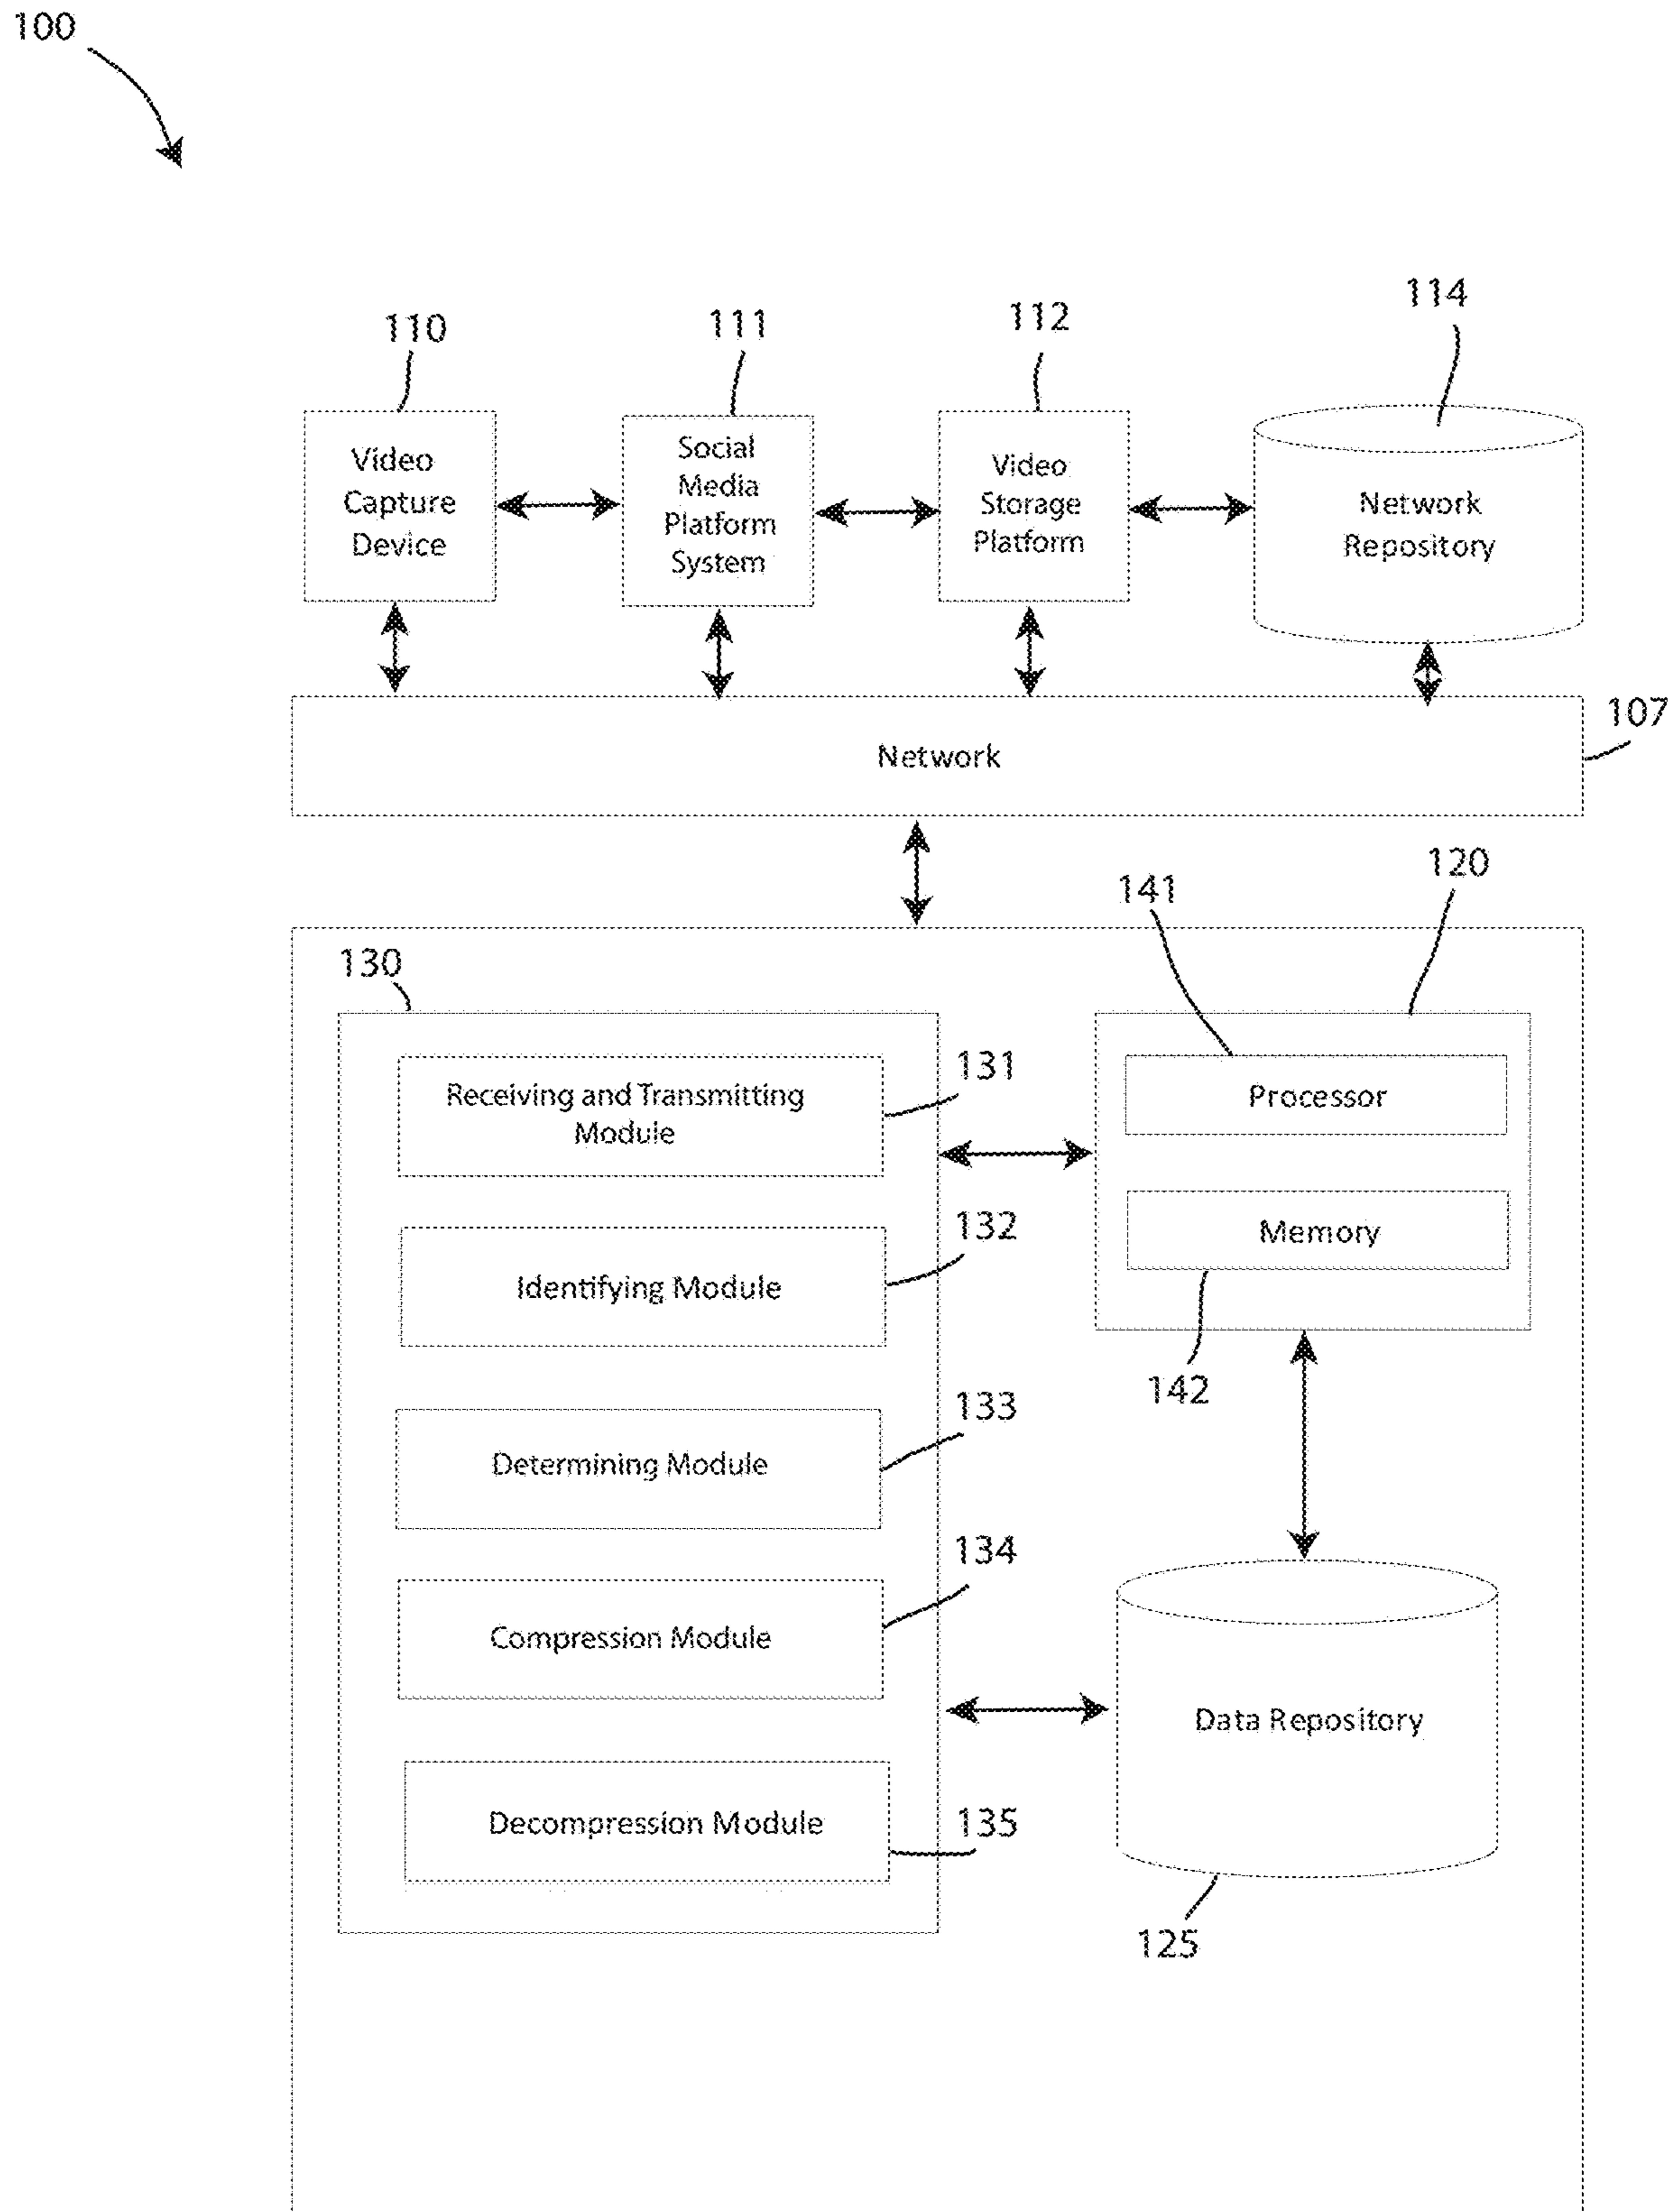 100
110
111
112
114
Video
Capture
Device
Social
Media
Platform
System
Video
Storage
Platform
Network
Repository
107
Network
120
141
130
131
Receiving and Transmitting
Module
Processor
132
Memory
Identifying Module
142
133
Determining Module
134
Compression Module
Data Repository
135
Decompression Module
125